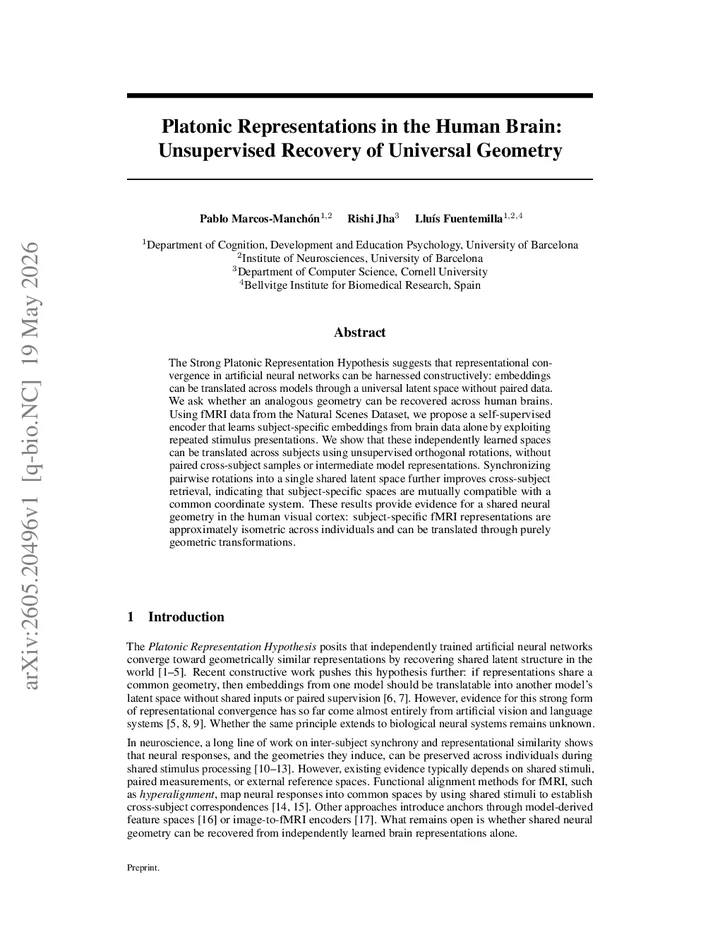 Platonic Representations in the Human Brain:
Unsupervised Recovery of Universal Geometry
Pablo Marcos-Manchón1,2 Rishi Jha3 Lluís Fuentemilla1,2,4
1Department of Cognition, Development and Education Psychology, University of Barcelona
2Institute of Neurosciences, University of Barcelona
3Department of Computer Science, Cornell University
4Bellvitge Institute for Biomedical Research, Spain
Abstract
The Strong Platonic Representation Hypothesis suggests that representational con-
vergence in artificial neural networks can be harnessed constructively: embeddings
can be translated across models through a universal latent space without paired data.
We ask whether an analogous geometry can be recovered across human brains.
Using fMRI data from the Natural Scenes Dataset, we propose a self-supervised
encoder that learns subject-specific embeddings from brain data alone by exploiting
repeated stimulus presentations. We show that these independently learned spaces
can be translated across subjects using unsupervised orthogonal rotations, without
paired cross-subject samples or intermediate model representations. Synchronizing
pairwise rotations into a single shared latent space further improves cross-subject
retrieval, indicating that subject-specific spaces are mutually compatible with a
common coordinate system. These results provide evidence for a shared neural
geometry in the human visual cortex: subject-specific fMRI representations are
approximately isometric across individuals and can be translated through purely
geometric transformations.
1 Introduction
The Platonic Representation Hypothesis posits that independently trained artificial neural networks
converge toward geometrically similar representations by recovering shared latent structure in the
world [1–5]. Recent constructive work pushes this hypothesis further: if representations share a
common geometry, then embeddings from one model should be translatable into another model's
latent space without shared inputs or paired supervision [6, 7]. However, evidence for this strong form
of representational convergence has so far come almost entirely from artificial vision and language
systems [5, 8, 9]. Whether the same principle extends to biological neural systems remains unknown.
In neuroscience, a long line of work on inter-subject synchrony and representational similarity shows
that neural responses, and the geometries they induce, can be preserved across individuals during
shared stimulus processing [10–13]. However, existing evidence typically depends on shared stimuli,
paired measurements, or external reference spaces. Functional alignment methods for fMRI, such
as hyperalignment, map neural responses into common spaces by using shared stimuli to establish
cross-subject correspondences [14, 15]. Other approaches introduce anchors through model-derived
feature spaces [16] or image-to-fMRI encoders [17]. What remains open is whether shared neural
geometry can be recovered from independently learned brain representations alone.
Preprint.
arXiv:2605.20496v1 [q-bio.NC] 19 May 2026